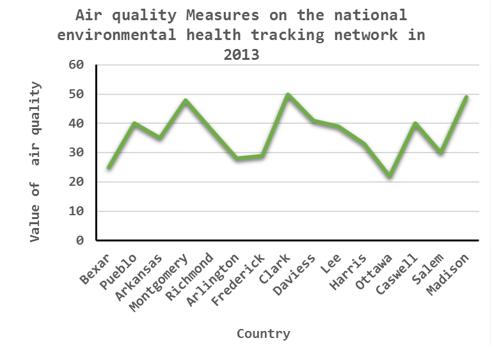 Air quality Measures on the national
environmental health tracking network in
2013
Value of  air quality
60
50
40
30
20
10
0
Bexar
Pueblo
Arkansas
Montgomery
Richmond
Arlington
Frederick
Clark
Daviess
Lee
Harris
Ottawa
Caswell
Salem
Madison
Country